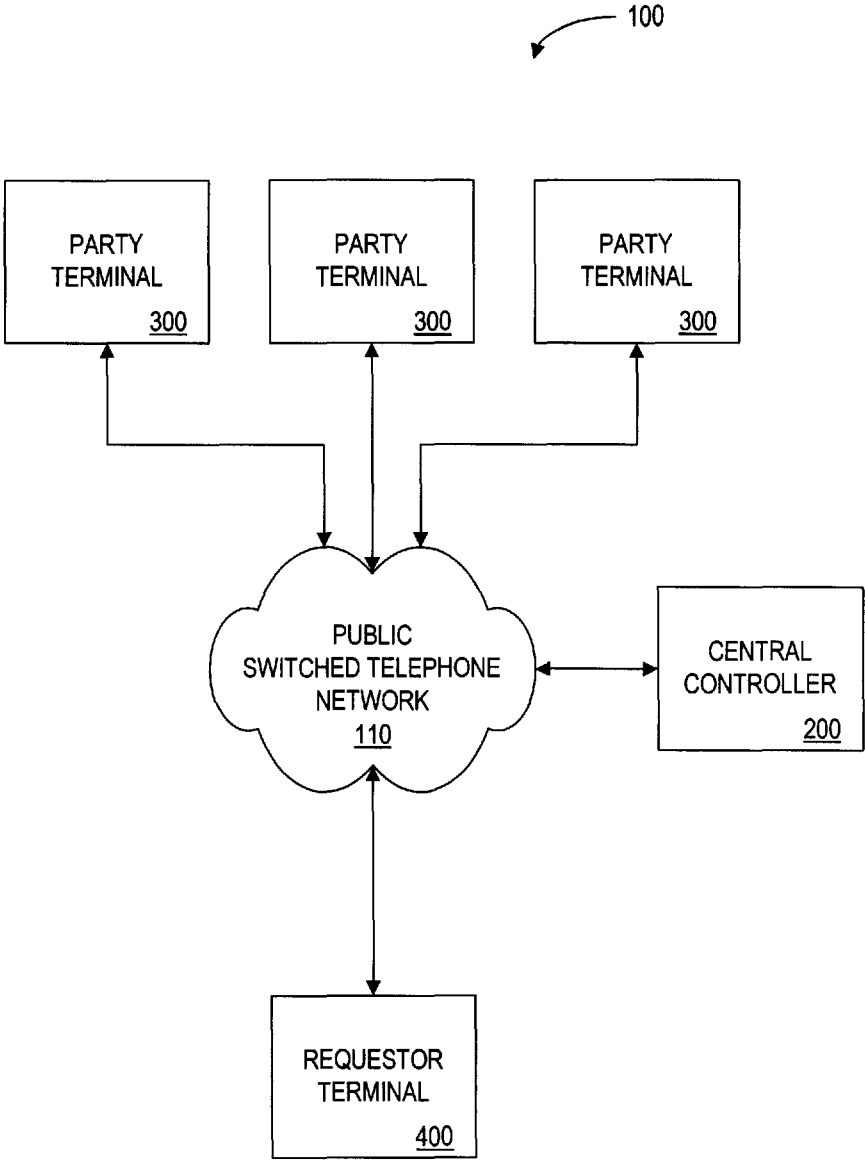 100
PARTY
TERMINAL
300
PARTY
TERMINAL
300
PARTY
TERMINAL
300
PUBLIC
SWITCHED TELEPHONE
NETWORK
110
CENTRAL
CONTROLLER
200
REQUESTOR
TERMINAL
400